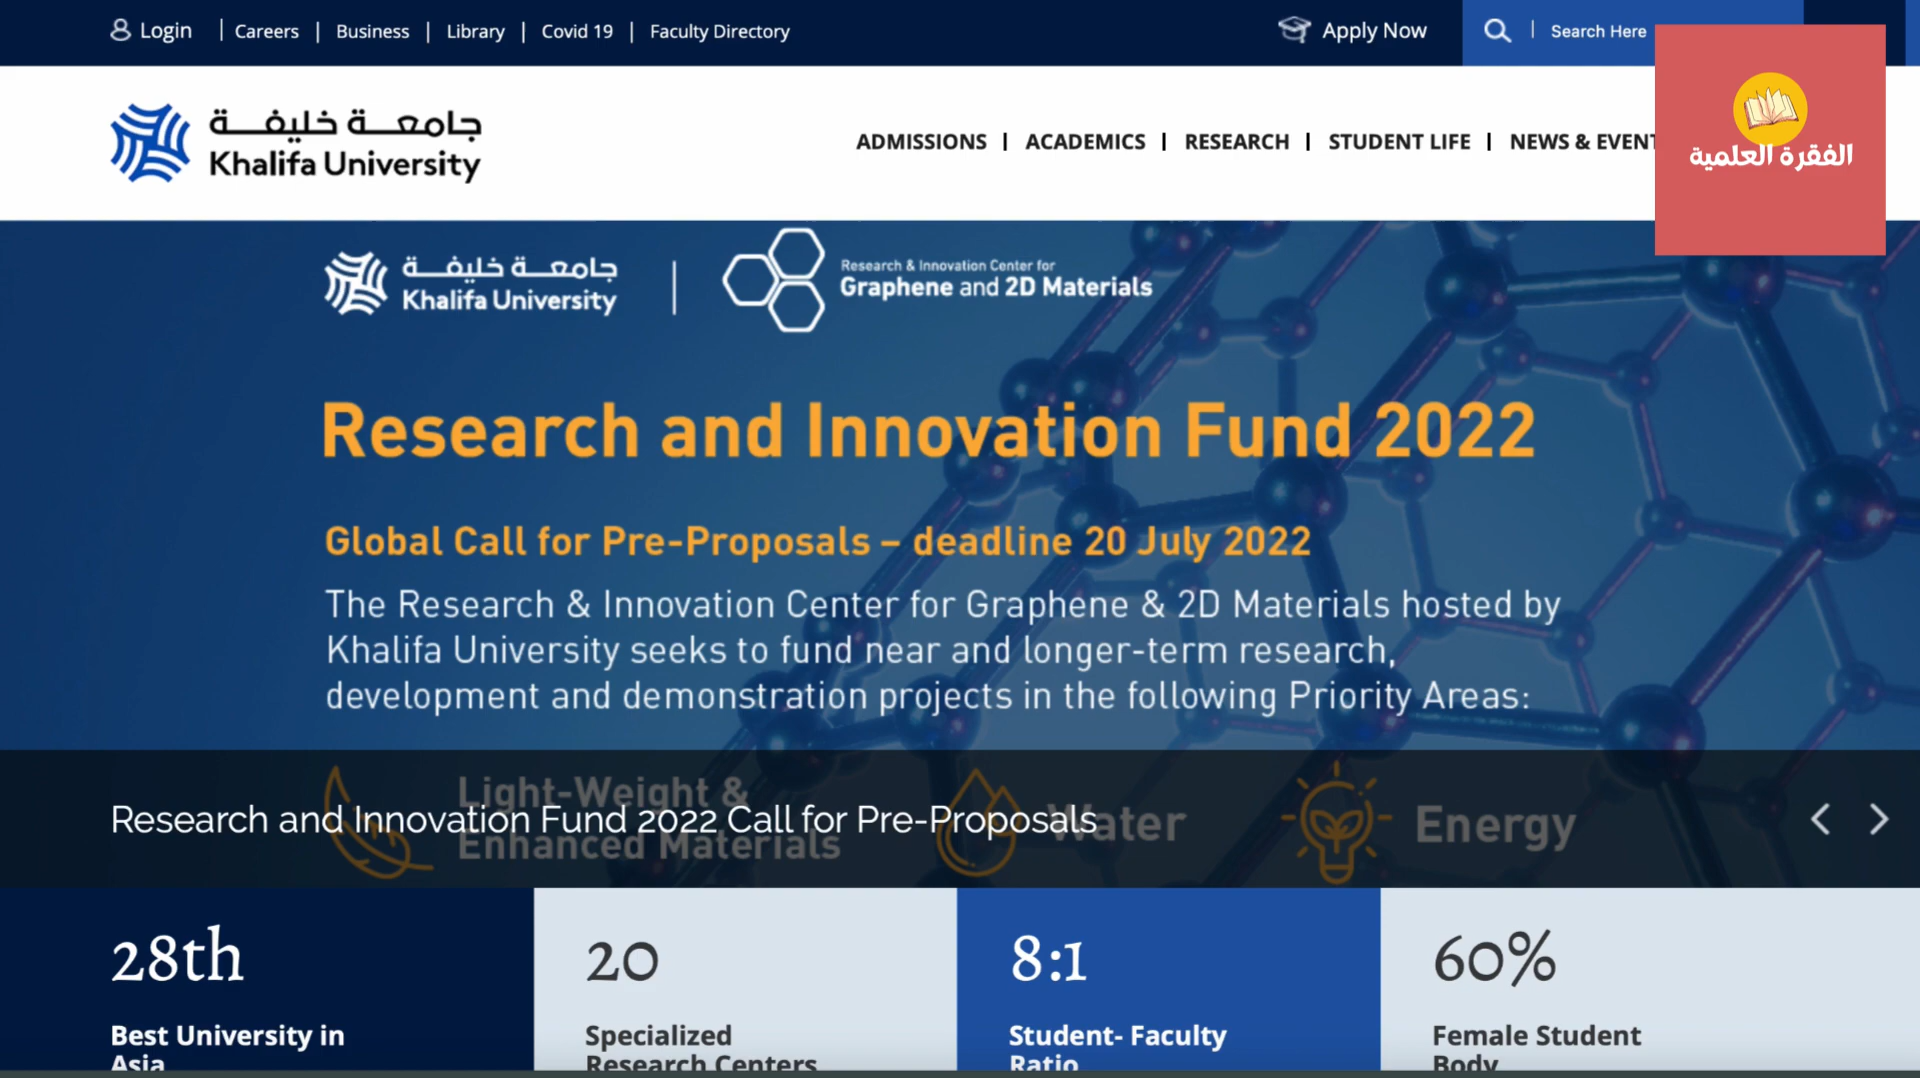 Login | Careers | Business | Library | Covid 19 | Faculty Directory
Apply Now
Search Here
الفقرة العلمية
جامعة خليفة
Khalifa University
ADMISSIONS | ACADEMICS | RESEARCH | STUDENT LIFE | NEWS & EVENT
جامعة خليفة
Khalifa University
Research & Innovation Center for
Graphene and 2D Materials
Research and Innovation Fund 2022
Global Call for Pre-Proposals – deadline 20 July 2022
The Research & Innovation Center for Graphene & 2D Materials hosted by
Khalifa University seeks to fund near and longer-term research,
development and demonstration projects in the following Priority Areas:
Light-Weight &
Enhanced Materials
Water
Energy
Research and Innovation Fund 2022 Call for Pre-Proposals
28th
Best University in
Asia
20
Specialized
Research Centers
8:1
Student- Faculty
Ratio
60%
Female Student
Body